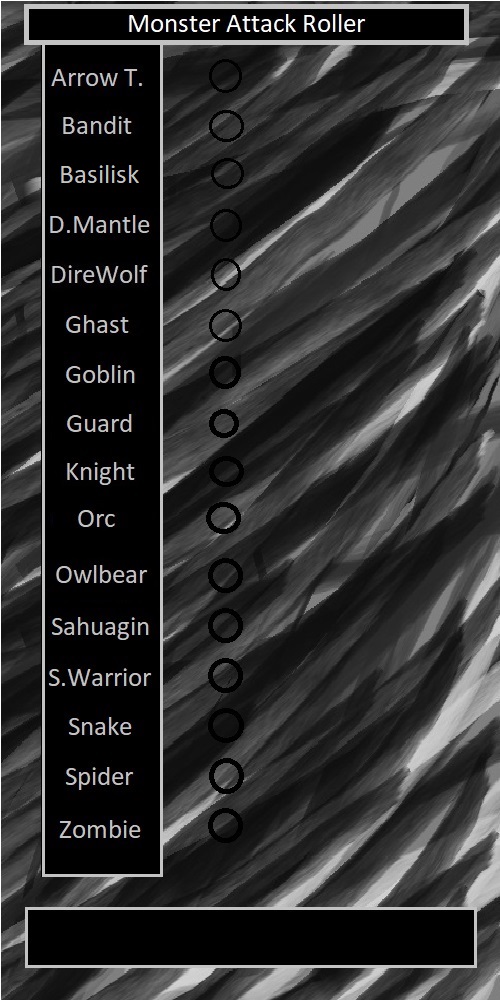 Monster Attack Roller
Arrow T.
Bandit
Basilisk
D.Mantle
DireWolf
Ghast
Goblin
Guard
Knight
Orc
Owlbear
Sahuagin
S.Warrior
Snake
Spider
Zombie